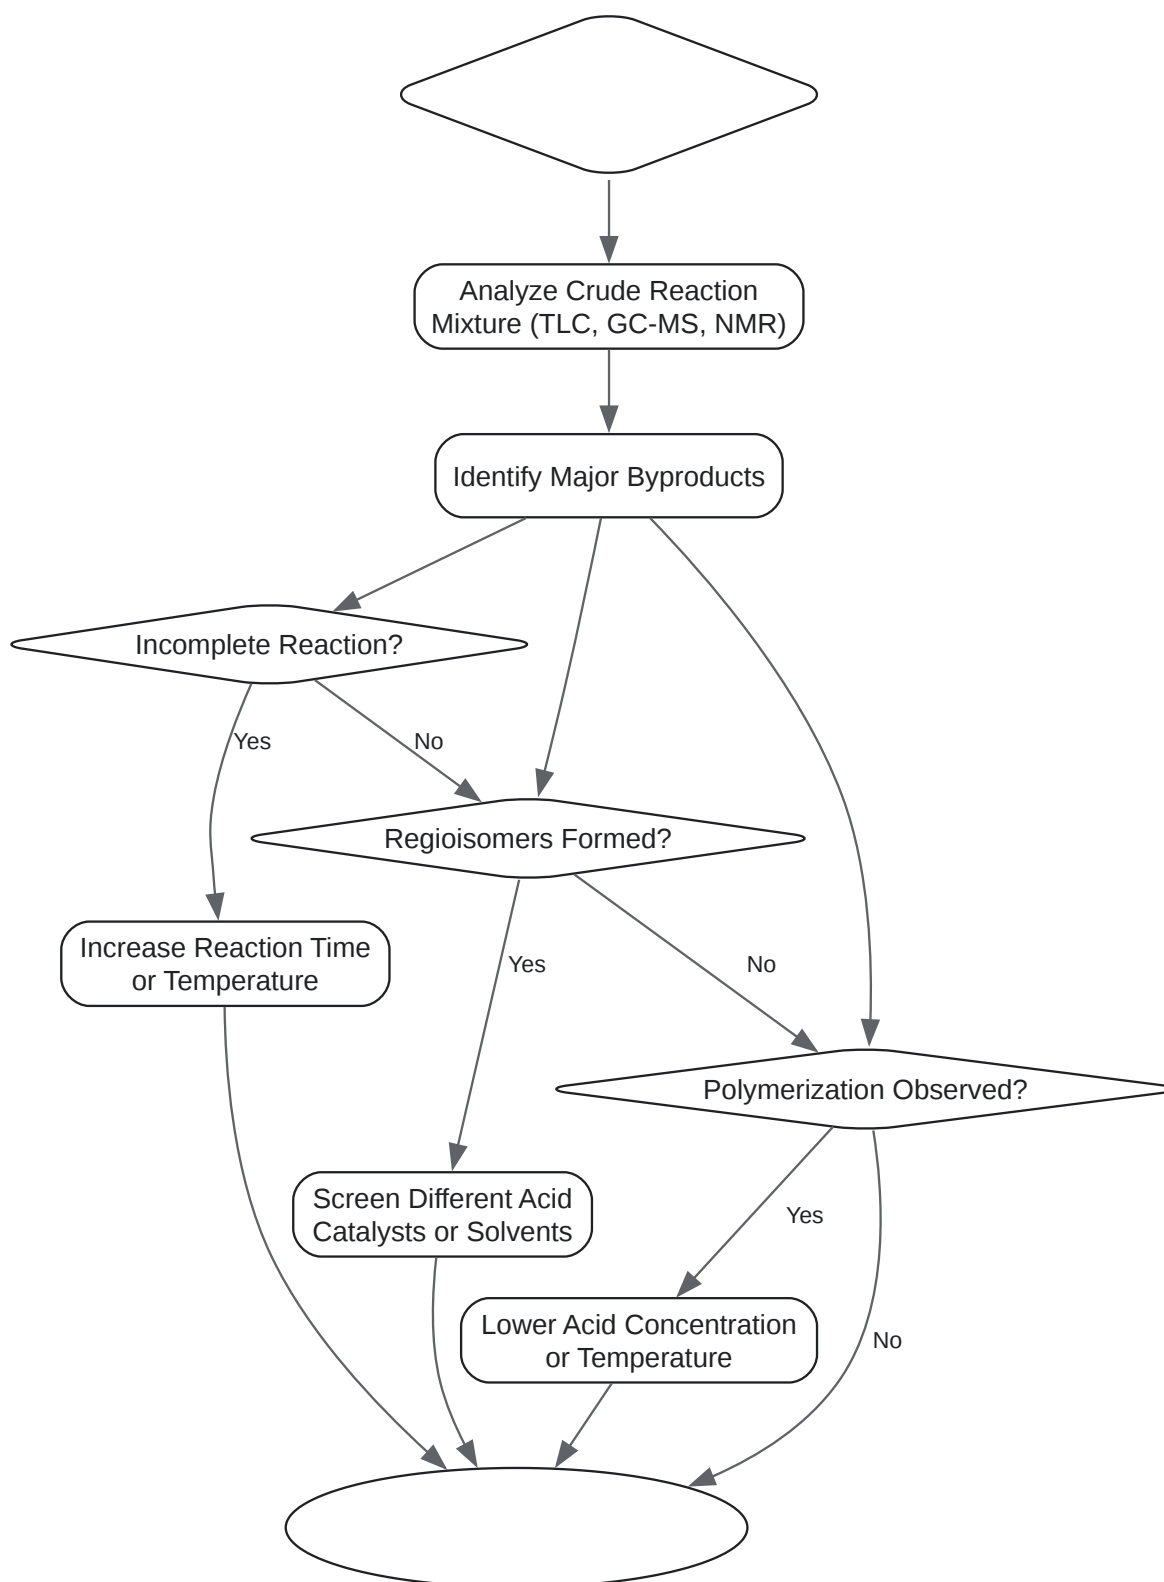 Analyze Crude Reaction
Mixture (TLC, GC-MS, NMR)
Identify Major Byproducts
Incomplete Reaction?
Yes
No
Regioisomers Formed?
Increase Reaction Time
or Temperature
Yes
No
Polymerization Observed?
Screen Different Acid
Catalysts or Solvents
Yes
Lower Acid Concentration
or Temperature
No